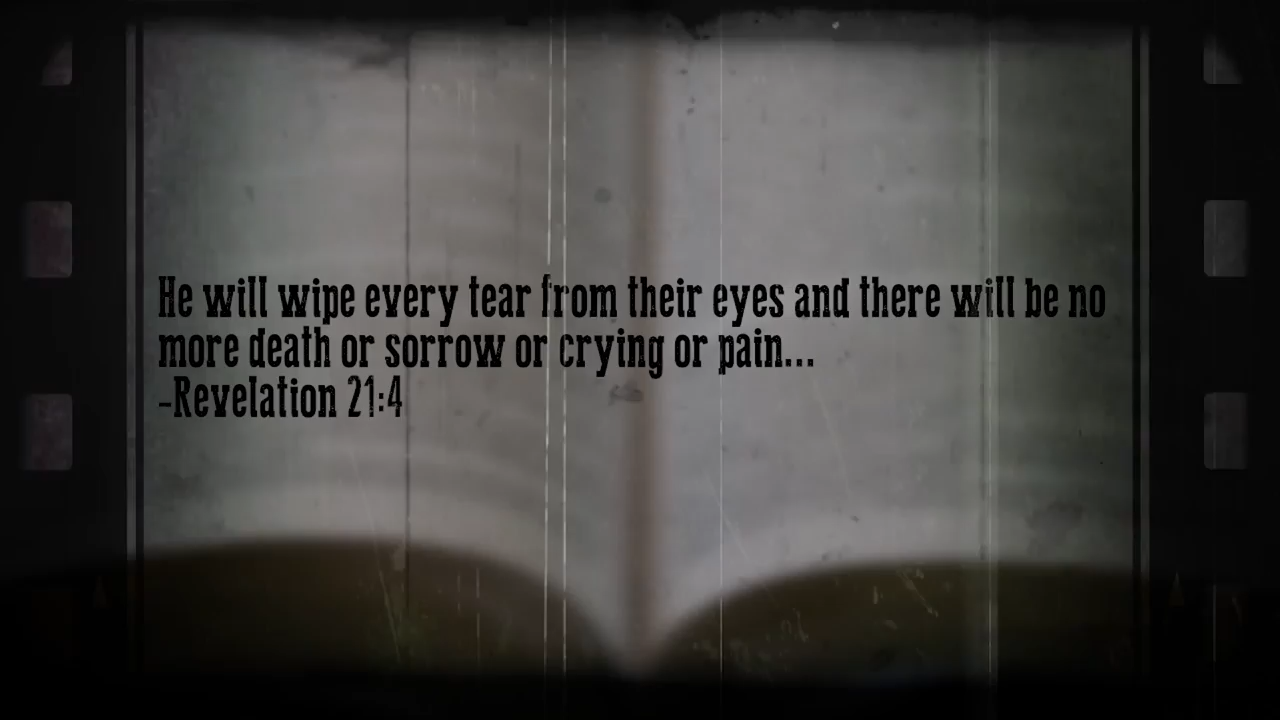 He will wipe every tear from their eyes and there will be no
more death or sorrow or crying or pain...
-Revelation 21:4